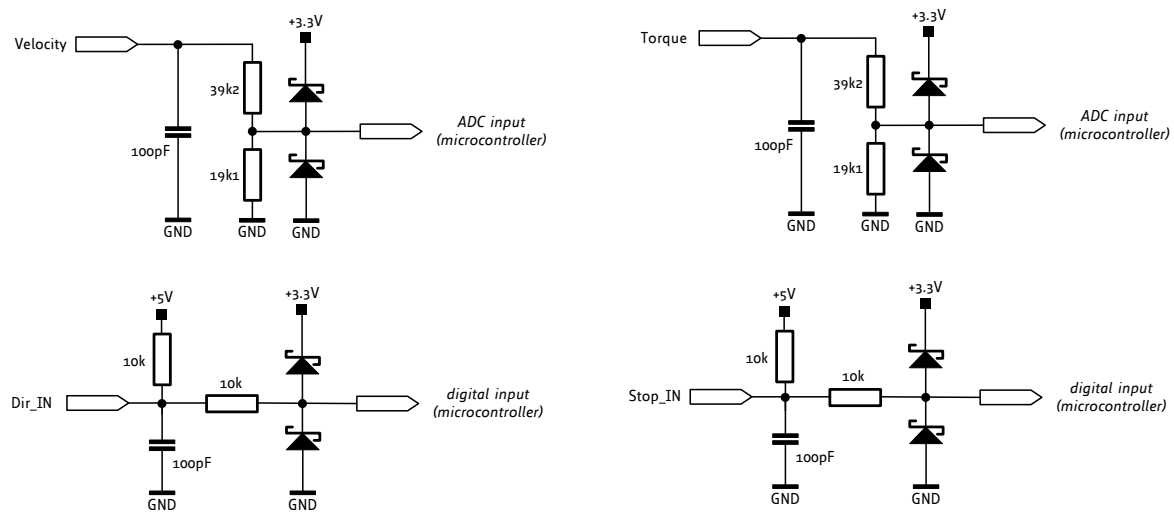 +3.3V
Velocity
39k2
ADC input
(microcontroller)
100pF
19k1
GND
GND
GND
+3.3V
Torque
39k2
ADC input
(microcontroller)
100pF
19k1
GND
GND
GND
+5V
+3.3V
10k
10k
Dir_IN
digital input
(microcontroller)
100pF
GND
GND
+5V
+3.3V
10k
10k
Stop_IN
digital input
(microcontroller)
100pF
GND
GND